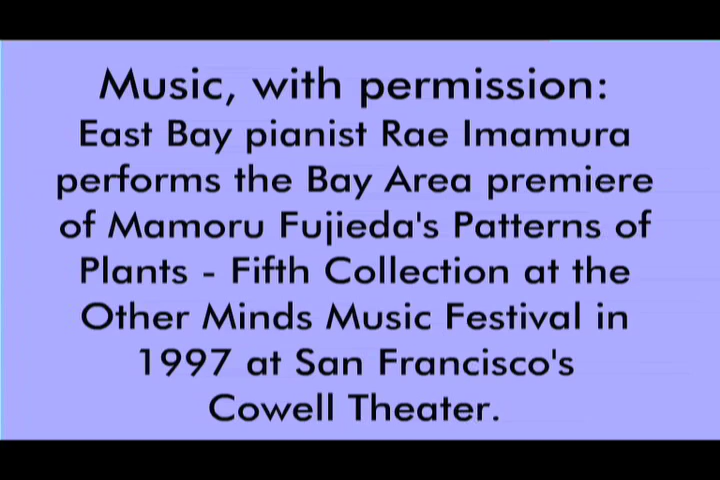 Music, with permission:
East Bay pianist Rae Imamura
performs the Bay Area premiere
of Mamoru Fujieda's Patterns of
Plants - Fifth Collection at the
Other Minds Music Festival in
1997 at San Francisco's
Cowell Theater.